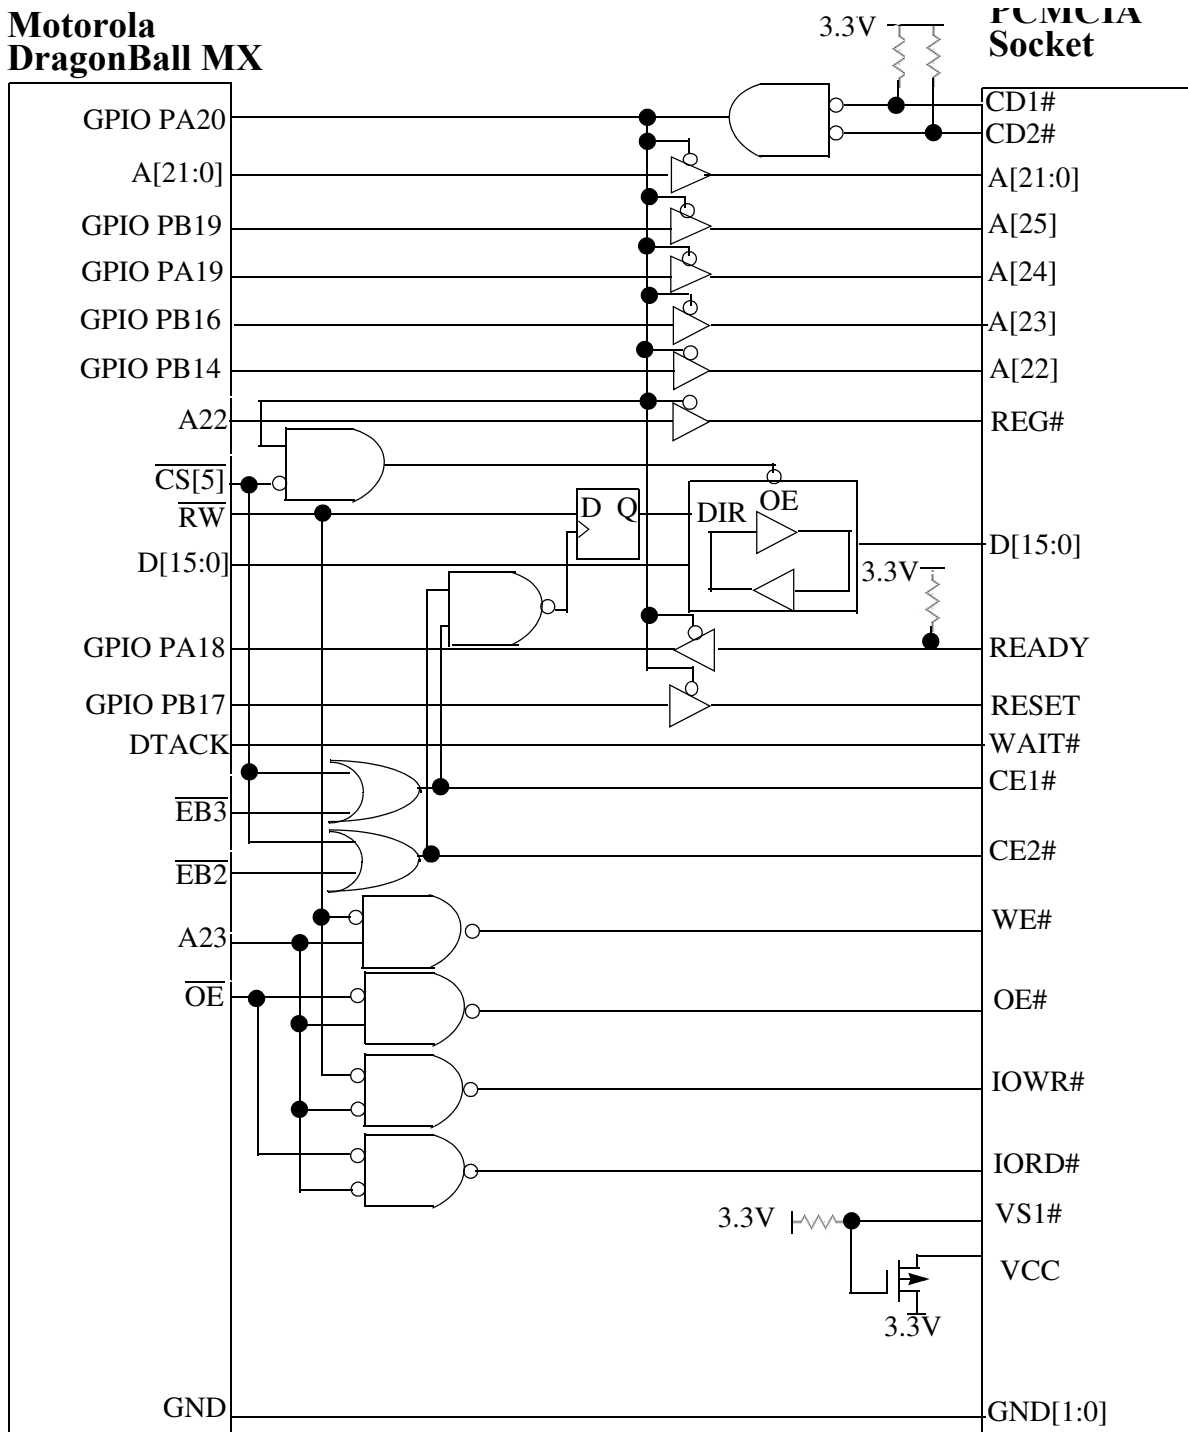 Motorola
DragonBall MX
3.3V
PCMCIA
Socket
GPIO PA20
CD1#
CD2#
A[21:0]
A[21:0]
GPIO PB19
A[25]
GPIO PA19
A[24]
GPIO PB16
A[23]
GPIO PB14
A[22]
A22
REG#
CS[5]
RW
D Q
DIR
OE
D[15:0]
D[15:0]
3.3V
GPIO PA18
READY
GPIO PB17
RESET
DTACK
WAIT#
CE1#
EB3
CE2#
EB2
WE#
A23
OE
OE#
IOWR#
IORD#
3.3V
VS1#
VCC
3.3V
GND
GND[1:0]